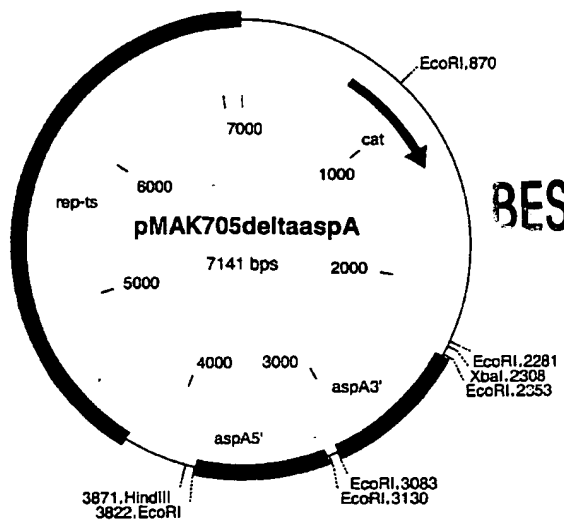 EcoRI,870
7000
cat
1000
6000
rep-ts
pMAK705deltaaspA
BES
7141 bps
2000
5000
4000
3000
EcoRI,2281
XbaI,2308
EcoRI,2353
aspA3'
aspA5'
EcoRI,3083
EcoRI,3130
3871,HindIII
3822,EcoRI